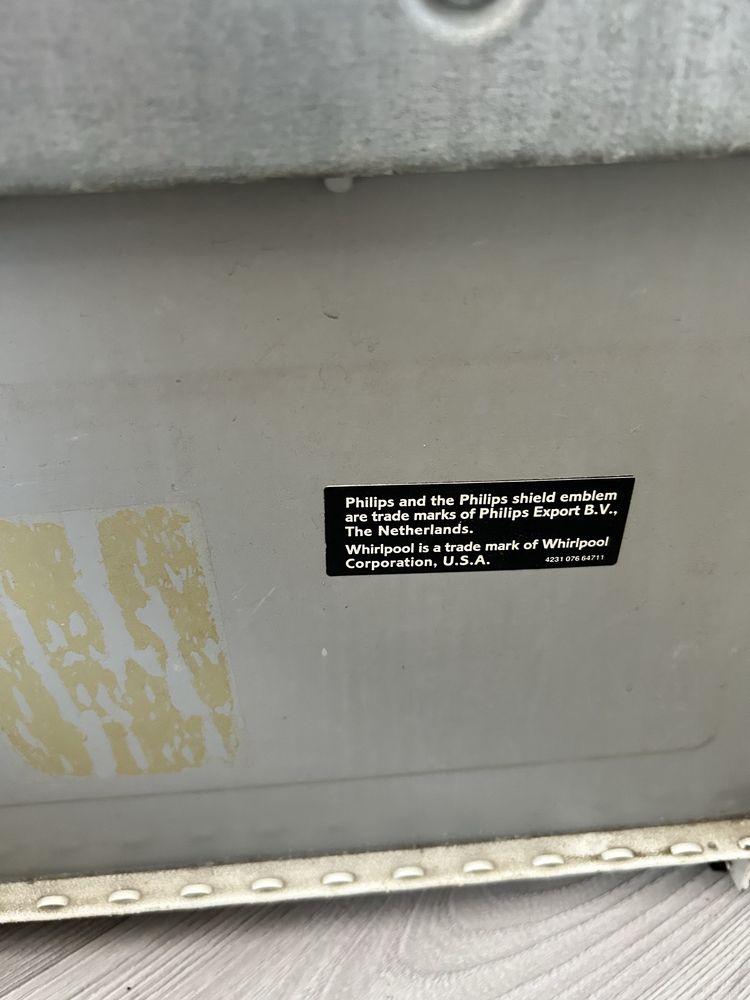 Philips and the Philips shield emblem
are trade marks of Philips Export B.V.,
The Netherlands.
Whirlpool is a trade mark of Whirlpool
Corporation, U.S.A.
4231 076 64711